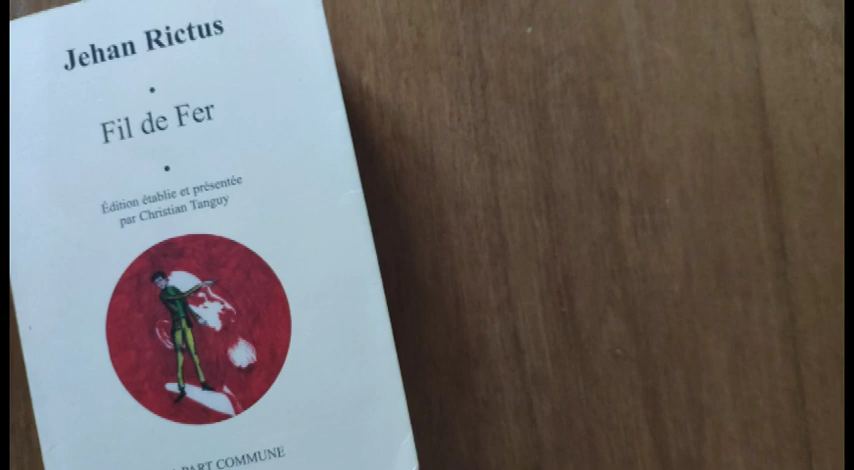 Jehan Rictus
•
Fil de Fer
•
Édition établie et présentée
par Christian Tanguy
PART COMMUNE